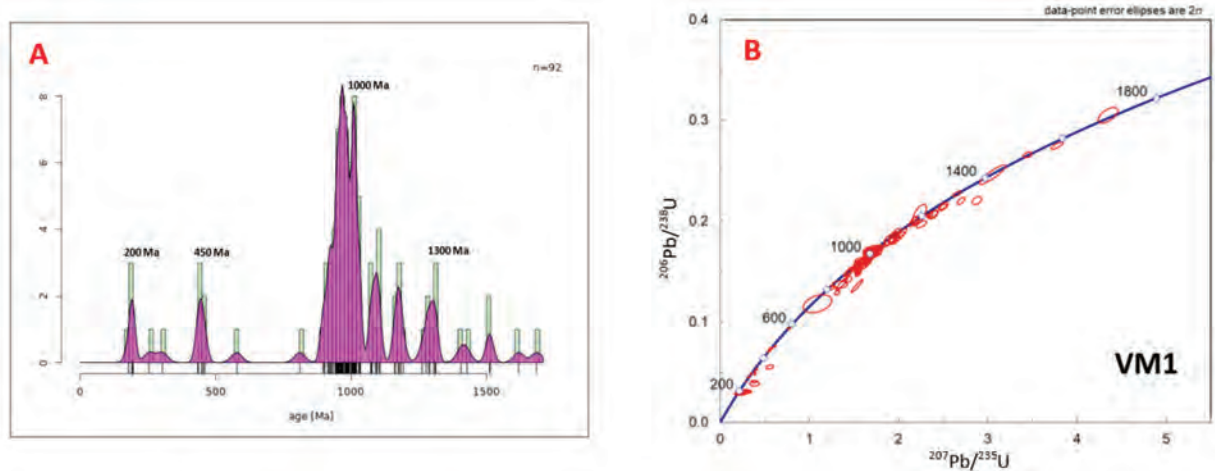 A
n=92
1000 Ma
200 Ma
450 Ma
1300 Ma
0 2 4 6 8
0 500 1000 1500
age [Ma]
data-point error ellipses are 2σ
B
0.4
0.3
0.2
0.1
0.0
1800
1400
1000
600
200
VM1
206Pb/238U
0 1 2 3 4 5
207Pb/235U